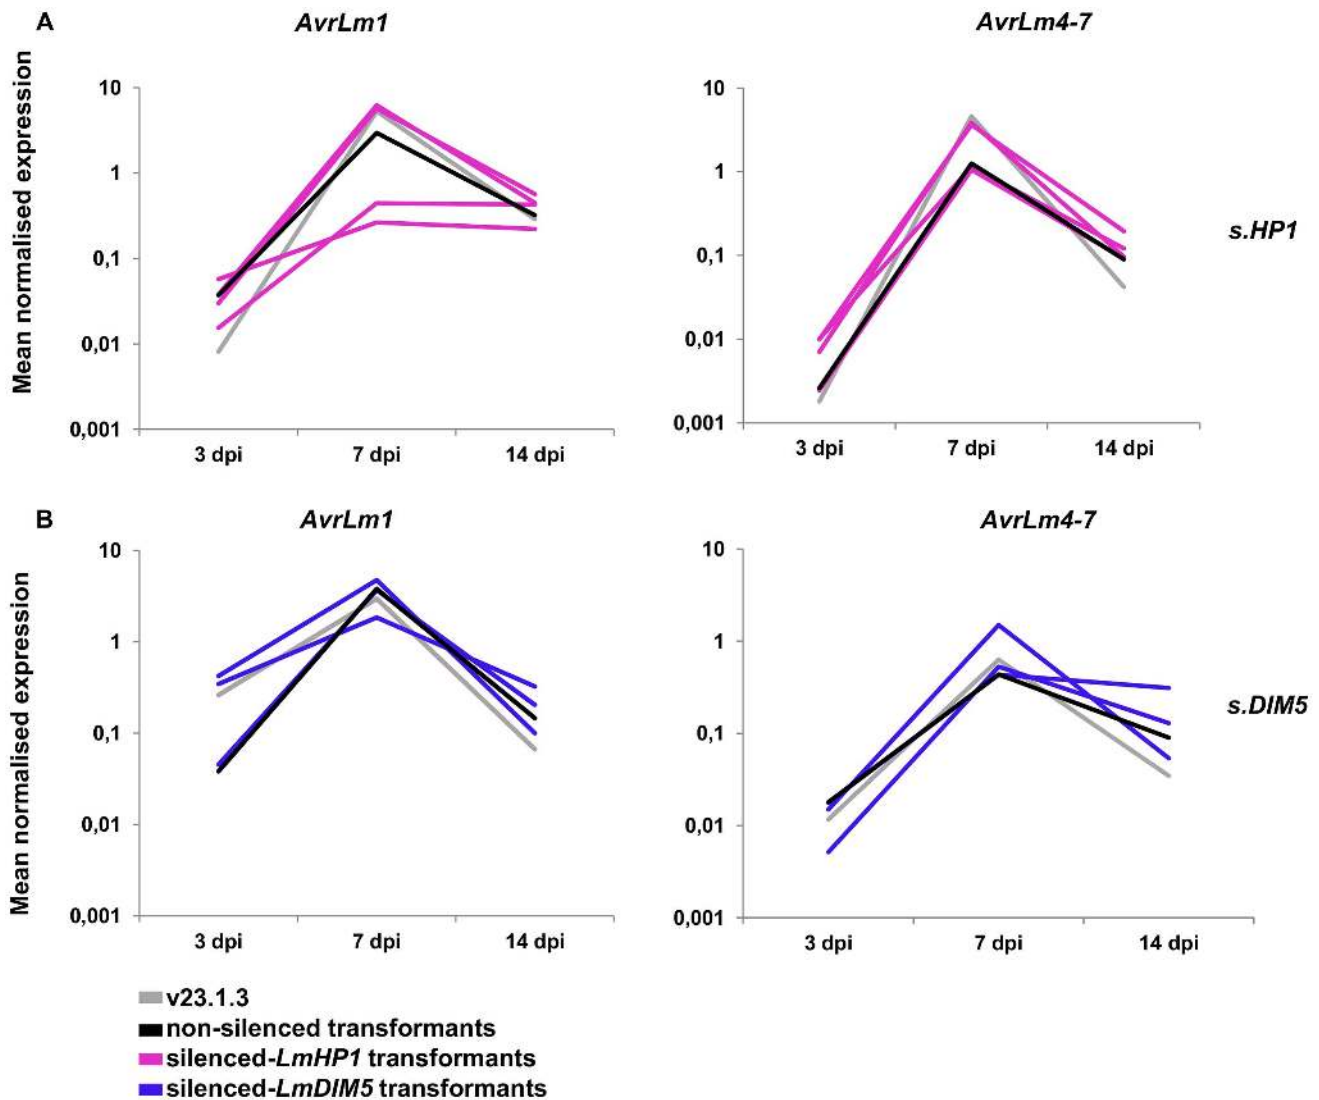 A
AvrLm1
AvrLm4-7
Mean normalised expression
10
1
0,1
0,01
0,001
3 dpi
7 dpi
14 dpi
10
1
0,1
0,01
0,001
3 dpi
7 dpi
14 dpi
s.HP1
B
AvrLm1
AvrLm4-7
Mean normalised expression
10
1
0,1
0,01
0,001
3 dpi
7 dpi
14 dpi
10
1
0,1
0,01
0,001
3 dpi
7 dpi
14 dpi
s.DIM5
v23.1.3
non-silenced transformants
silenced-LmHP1 transformants
silenced-LmDIM5 transformants